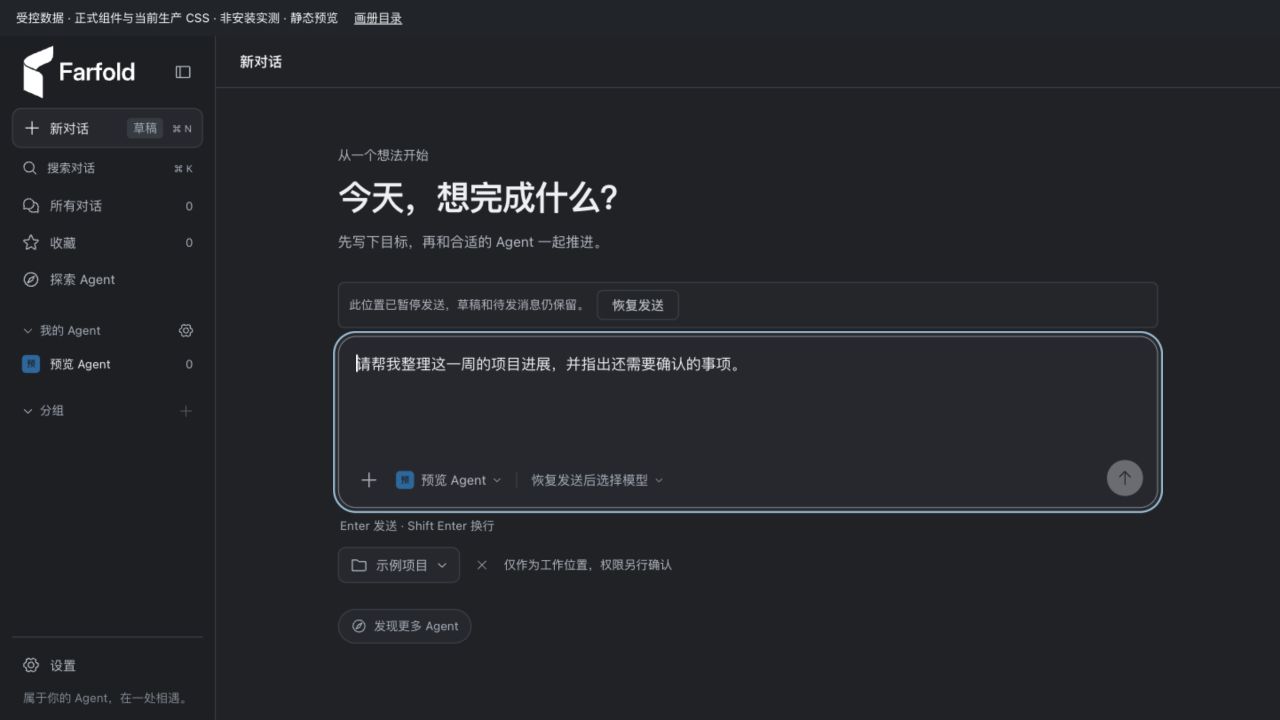 受控数据 · 正式组件与当前生产 CSS · 非安装实测 · 静态预览 画册目录
Farfold
新对话 草稿 ⌘ N
搜索对话 ⌘ K
所有对话 0
收藏 0
探索 Agent
我的 Agent
预 预览 Agent 0
分组
设置
属于你的 Agent，在一处相遇。
新对话
从一个想法开始
今天，想完成什么？
先写下目标，再和合适的 Agent 一起推进。
此位置已暂停发送，草稿和待发消息仍保留。 恢复发送
请帮我整理这一周的项目进展，并指出还需要确认的事项。
预 预览 Agent 恢复发送后选择模型
Enter 发送 · Shift Enter 换行
示例项目 仅作为工作位置，权限另行确认
发现更多 Agent